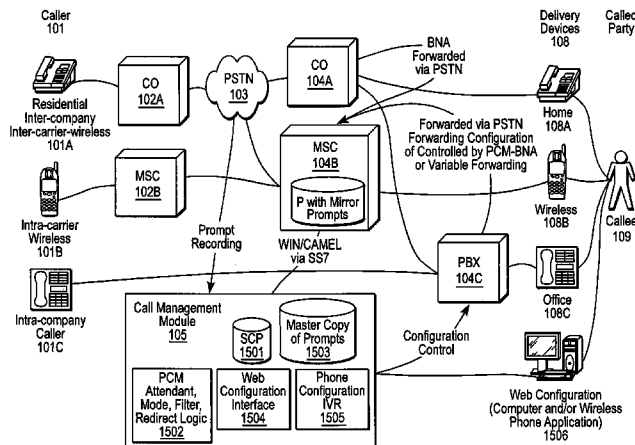 Caller
101
Delivery
Devices
108
Called
Party
BNA
Forwarded
via PSTN
CO
102A
PSTN
103
CO
104A
Residential
Inter-company
Inter-carrier-wireless
101A
Home
108A
MSC
104B
P with Mirror
Prompts
Forwarded via PSTN
Forwarding Configuration
of Controlled by PCM-BNA
or Variable Forwarding
MSC
102B
Intra-carrier
Wireless
101B
Wireless
108B
Callee
109
Prompt
Recording
WIN/CAMEL
via SS7
PBX
104C
Office
108C
Intra-company
Caller
101C
Call Management
Module
105
SCP
1501
Master Copy
of Prompts
1503
Configuration
Control
PCM
Attendant,
Mode, Filter,
Redirect Logic
1502
Web
Configuration
Interface
1504
Phone
Configuration
IVR
1505
Web Configuration
(Computer and/or Wireless
Phone Application)
1506